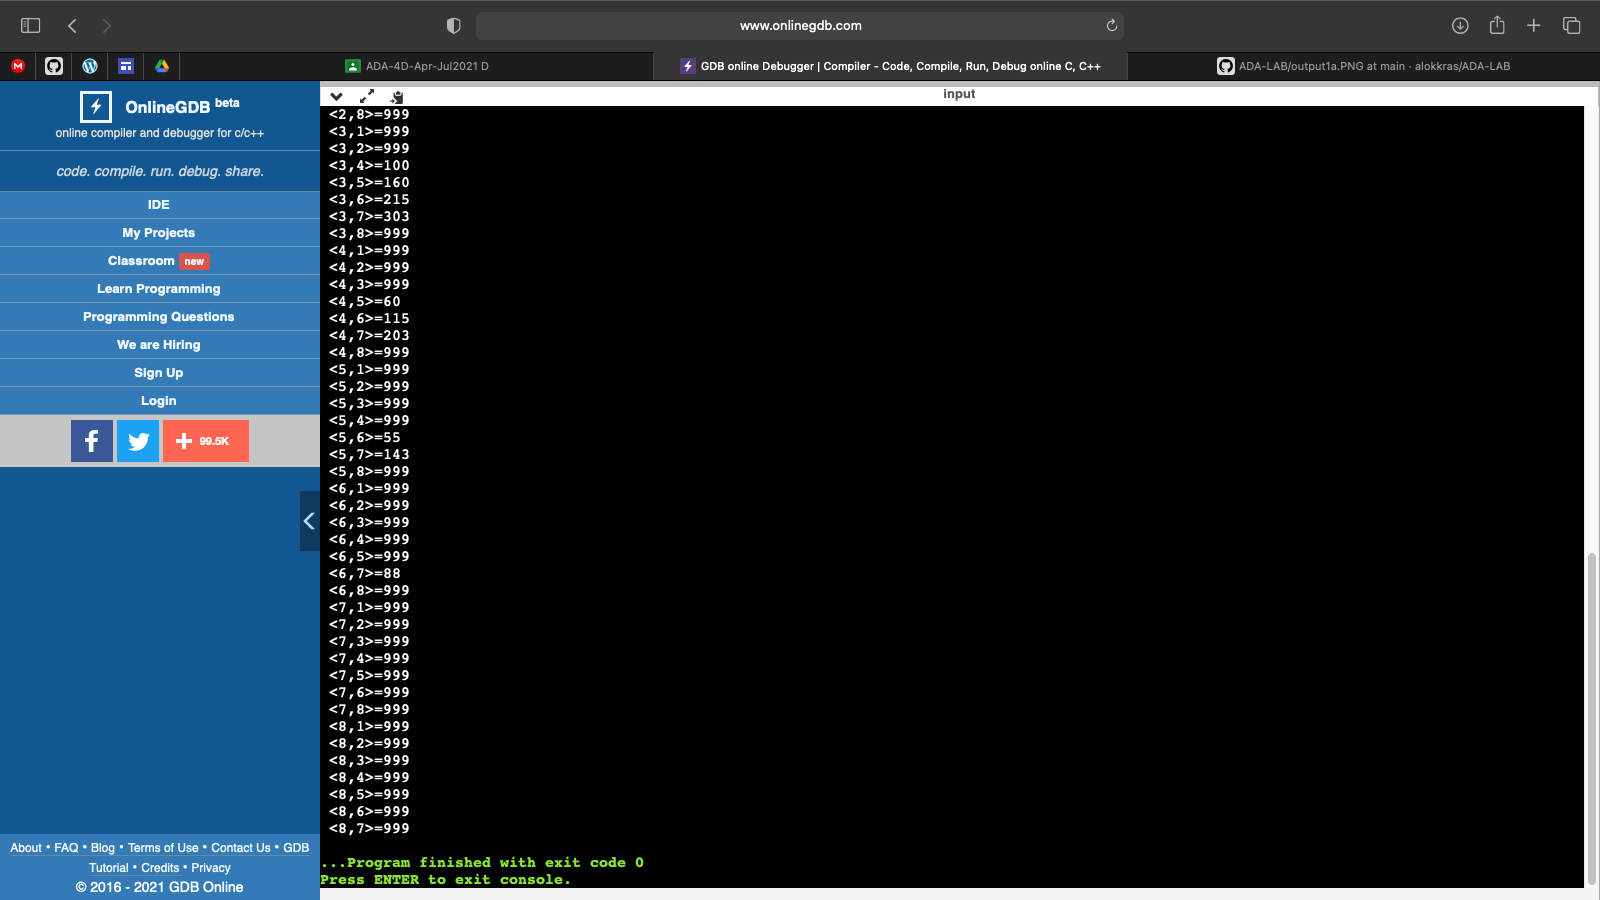 www.onlinegdb.com
ADA-4D-Apr-Jul2021 D
GDB online Debugger | Compiler - Code, Compile, Run, Debug online C, C++
ADA-LAB/output1a.PNG at main · alokkras/ADA-LAB
OnlineGDB beta
online compiler and debugger for c/c++
code. compile. run. debug. share.
IDE
My Projects
Classroom new
Learn Programming
Programming Questions
We are Hiring
Sign Up
Login
99.5K
About • FAQ • Blog • Terms of Use • Contact Us • GDB
Tutorial • Credits • Privacy
© 2016 - 2021 GDB Online
input
<2,8>=999
<3,1>=999
<3,2>=999
<3,4>=100
<3,5>=160
<3,6>=215
<3,7>=303
<3,8>=999
<4,1>=999
<4,2>=999
<4,3>=999
<4,5>=60
<4,6>=115
<4,7>=203
<4,8>=999
<5,1>=999
<5,2>=999
<5,3>=999
<5,4>=999
<5,6>=55
<5,7>=143
<5,8>=999
<6,1>=999
<6,2>=999
<6,3>=999
<6,4>=999
<6,5>=999
<6,7>=88
<6,8>=999
<7,1>=999
<7,2>=999
<7,3>=999
<7,4>=999
<7,5>=999
<7,6>=999
<7,8>=999
<8,1>=999
<8,2>=999
<8,3>=999
<8,4>=999
<8,5>=999
<8,6>=999
<8,7>=999
...Program finished with exit code 0
Press ENTER to exit console.